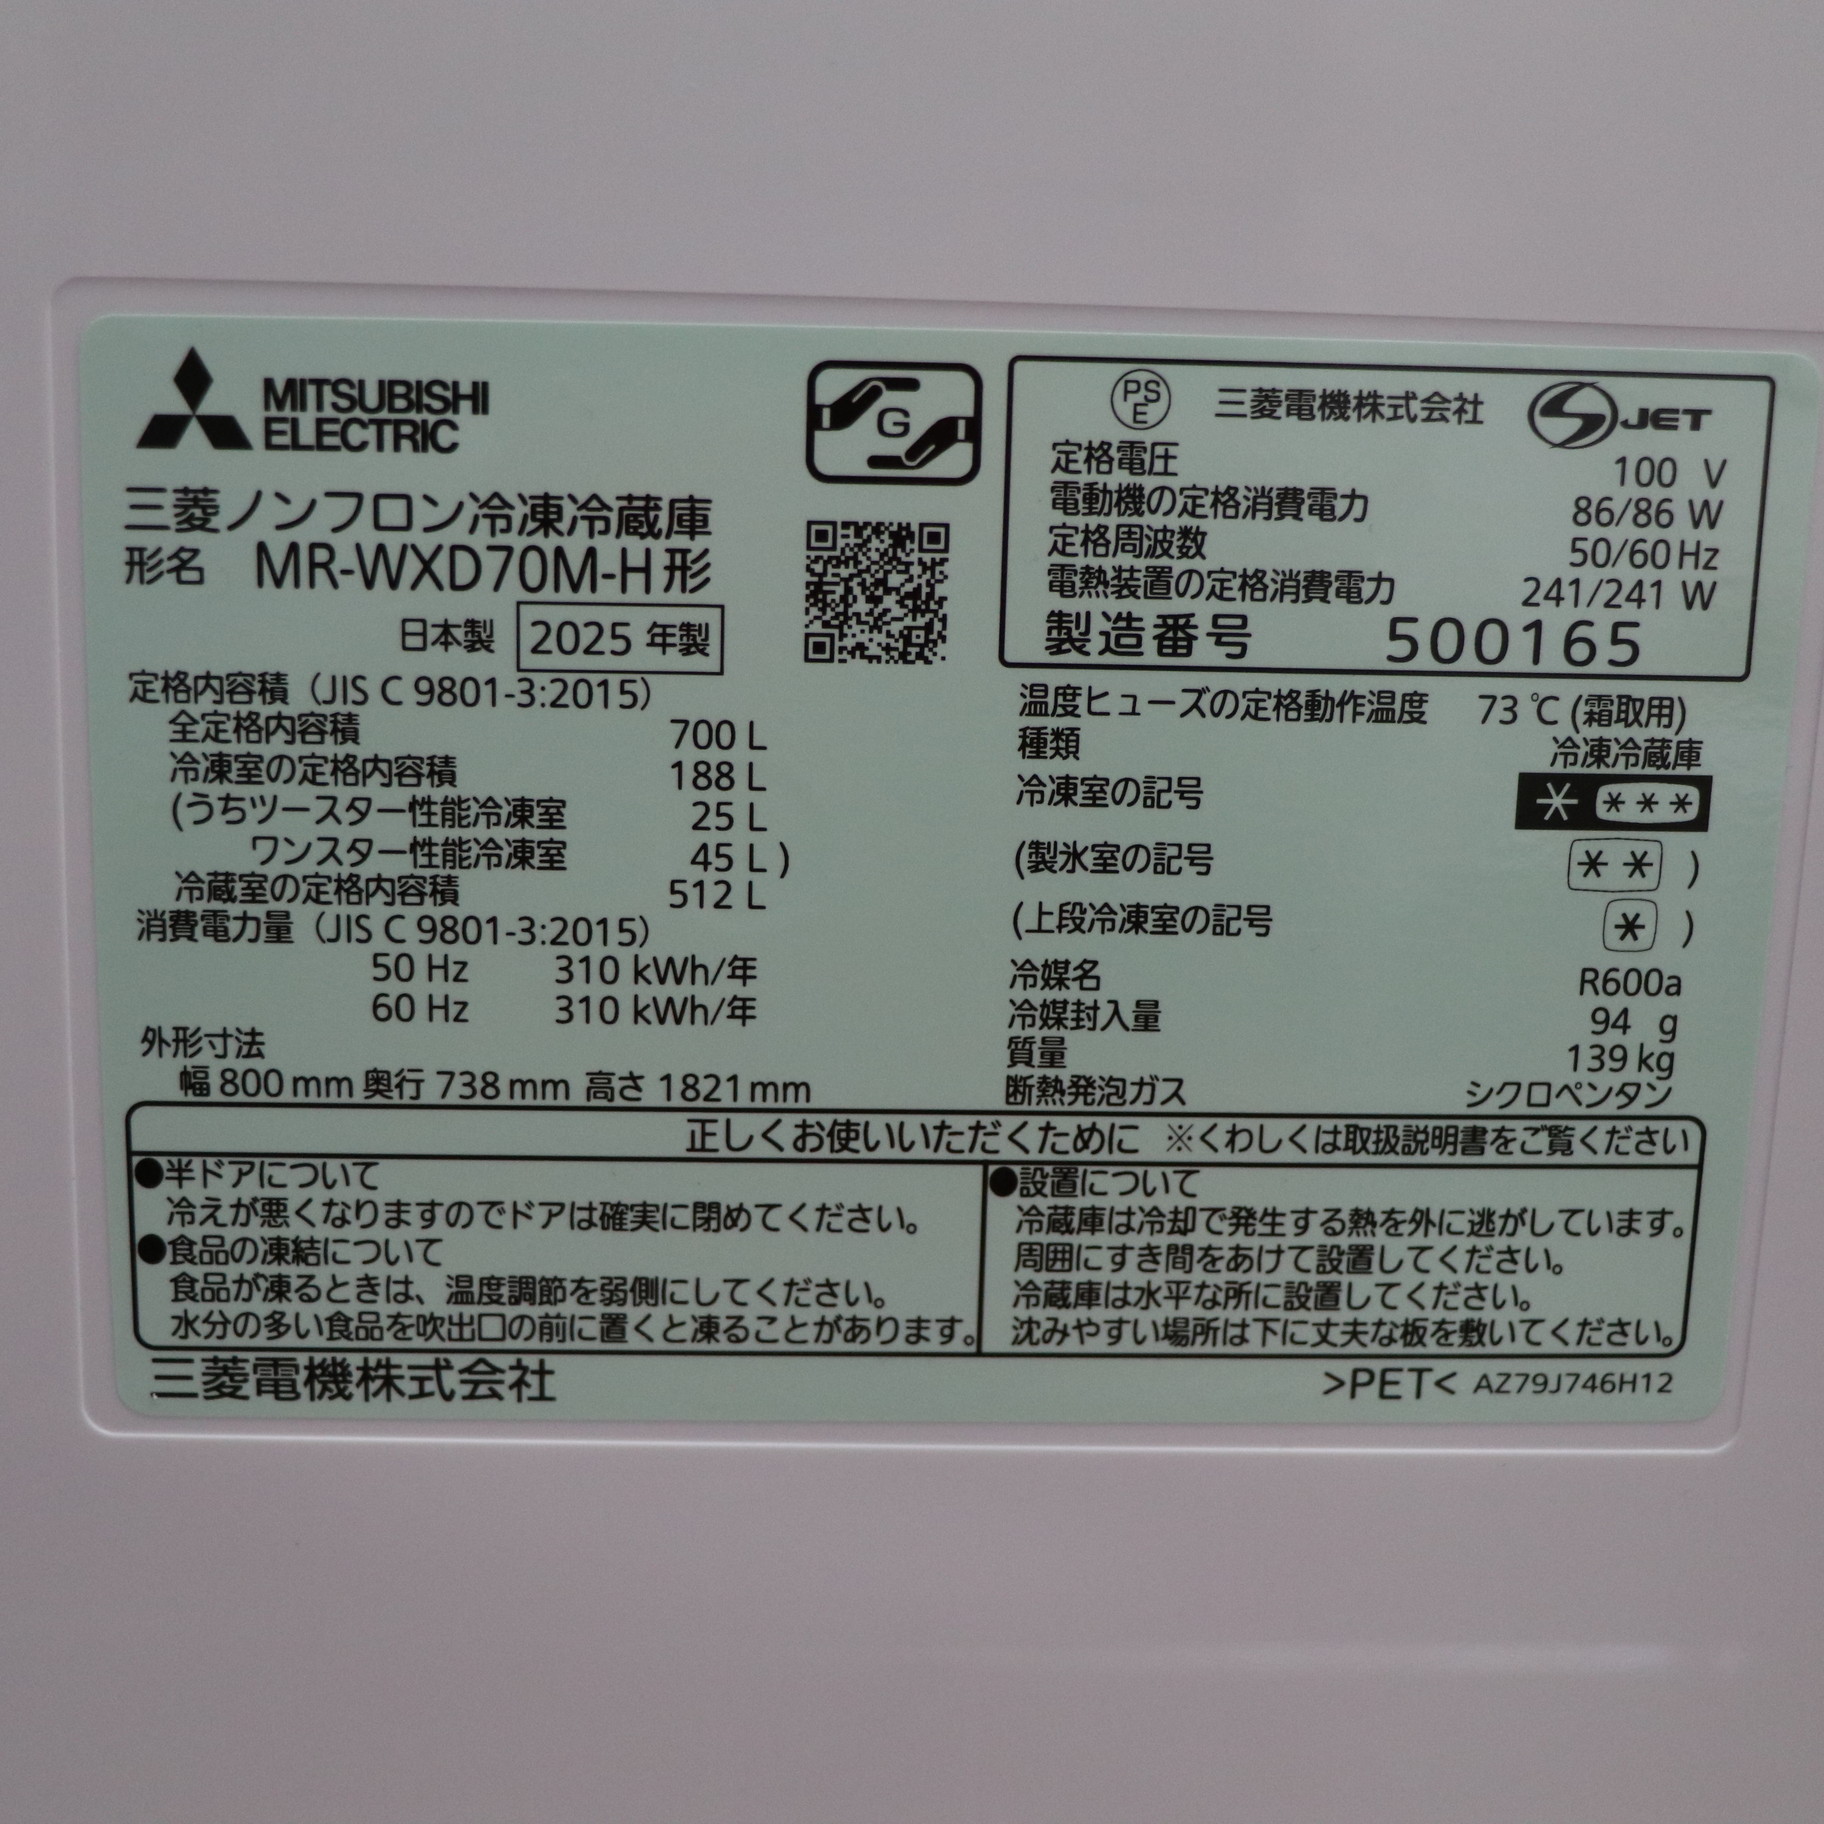 MITSUBISHI
ELECTRIC
G
三菱ノンフロン冷凍冷蔵庫
形名 MR-WXD70M-H形
日本製 2025 年製
定格内容積（JIS C 9801-3:2015）
全定格内容積 700 L
冷凍室の定格内容積 188 L
(うちツースター性能冷凍室 25 L
ワンスター性能冷凍室 45 L )
冷蔵室の定格内容積 512 L
消費電力量（JIS C 9801-3:2015）
50 Hz 310 kWh/年
60 Hz 310 kWh/年
外形寸法
幅 800 mm 奥行 738 mm 高さ 1821 mm
PS
E
三菱電機株式会社 JET
定格電圧 100 V
電動機の定格消費電力 86/86 W
定格周波数 50/60 Hz
電熱装置の定格消費電力 241/241 W
製造番号 500165
温度ヒューズの定格動作温度 73 ℃ (霜取用)
種類 冷凍冷蔵庫
冷凍室の記号 * ***
(製氷室の記号 ** )
(上段冷凍室の記号 * )
冷媒名 R600a
冷媒封入量 94 g
質量 139 kg
断熱発泡ガス シクロペンタン
正しくお使いいただくために ※くわしくは取扱説明書をご覧ください
●半ドアについて
冷えが悪くなりますのでドアは確実に閉めてください。
●食品の凍結について
食品が凍るときは、温度調節を弱側にしてください。
水分の多い食品を吹出口の前に置くと凍ることがあります。
●設置について
冷蔵庫は冷却で発生する熱を外に逃がしています。
周囲にすき間をあけて設置してください。
冷蔵庫は水平な所に設置してください。
沈みやすい場所は下に丈夫な板を敷いてください。
三菱電機株式会社
>PET< AZ79J746H12